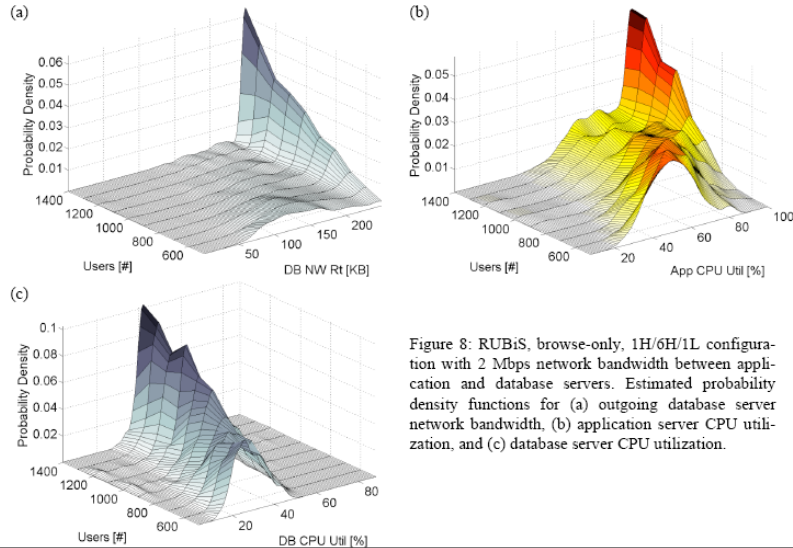 (a)
0.06
0.05
0.04
0.03
0.02
0.01
Probability Density
1400
1200
1000
800
600
Users [#]
50
100
150
200
DB NW Rt [KB]
(b)
0.05
0.04
0.03
0.02
0.01
Probability Density
1400
1200
1000
800
600
Users [#]
20
40
60
80
100
App CPU Util [%]
(c)
0.1
0.08
0.06
0.04
0.02
Probability Density
1400
1200
1000
800
600
Users [#]
20
40
60
80
DB CPU Util [%]
Figure 8: RUBiS, browse-only, 1H/6H/1L configura-
tion with 2 Mbps network bandwidth between appli-
cation and database servers. Estimated probability
density functions for (a) outgoing database server
network bandwidth, (b) application server CPU utili-
zation, and (c) database server CPU utilization.